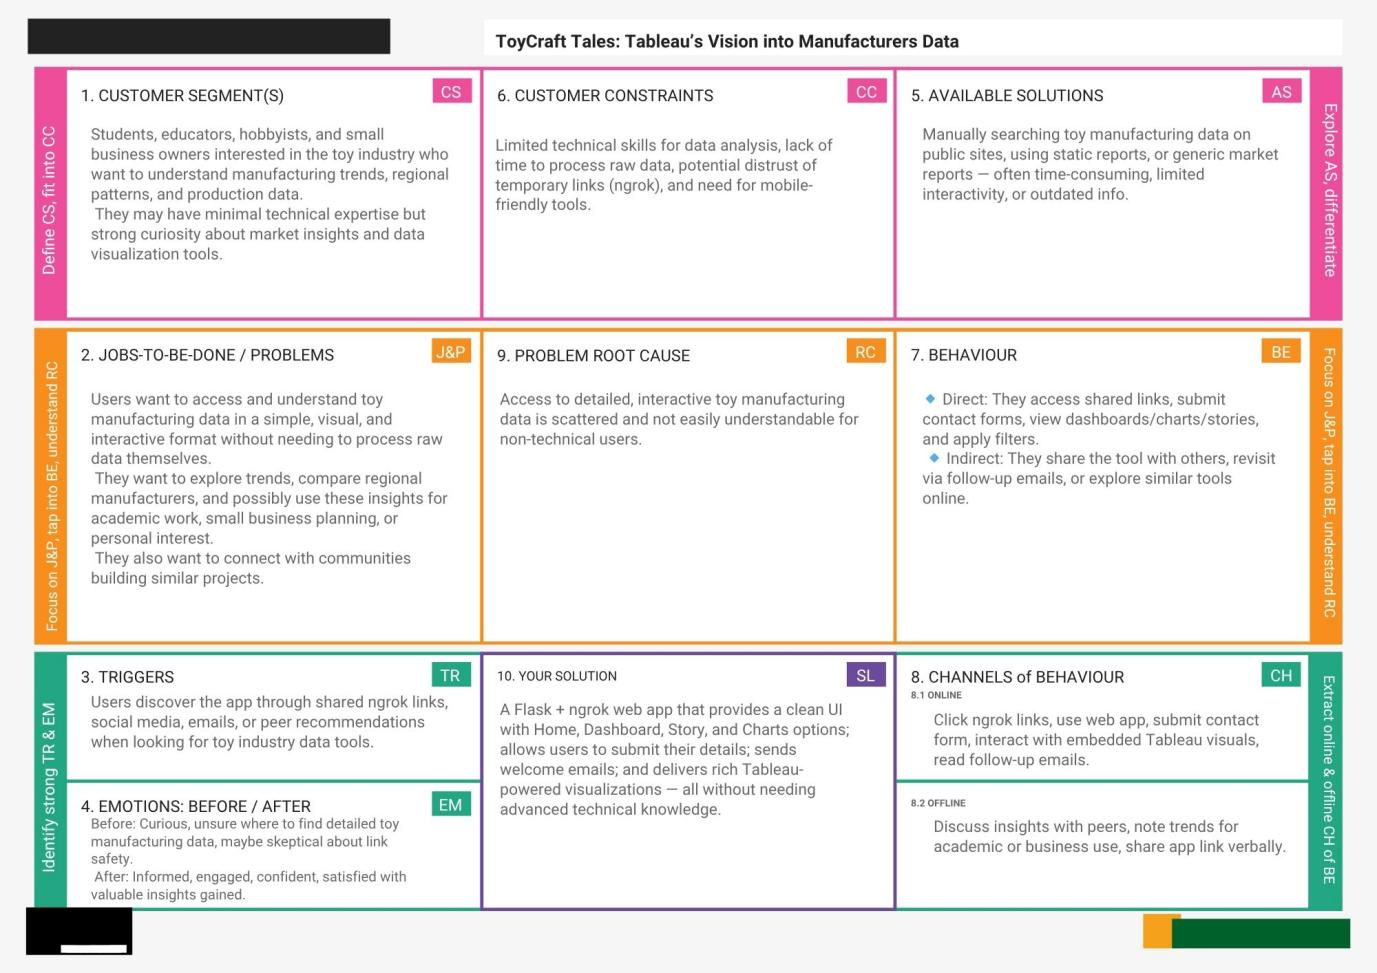 ToyCraft Tales: Tableau’s Vision into Manufacturers Data
Define CS, fit into CC
1. CUSTOMER SEGMENT(S)
CS
Students, educators, hobbyists, and small
business owners interested in the toy industry who
want to understand manufacturing trends, regional
patterns, and production data.
They may have minimal technical expertise but
strong curiosity about market insights and data
visualization tools.
6. CUSTOMER CONSTRAINTS
CC
Limited technical skills for data analysis, lack of
time to process raw data, potential distrust of
temporary links (ngrok), and need for mobile-
friendly tools.
5. AVAILABLE SOLUTIONS
AS
Manually searching toy manufacturing data on
public sites, using static reports, or generic market
reports — often time-consuming, limited
interactivity, or outdated info.
Explore AS, differentiate
Focus on J&P, tap into BE, understand RC
2. JOBS-TO-BE-DONE / PROBLEMS
J&P
Users want to access and understand toy
manufacturing data in a simple, visual, and
interactive format without needing to process raw
data themselves.
They want to explore trends, compare regional
manufacturers, and possibly use these insights for
academic work, small business planning, or
personal interest.
They also want to connect with communities
building similar projects.
9. PROBLEM ROOT CAUSE
RC
Access to detailed, interactive toy manufacturing
data is scattered and not easily understandable for
non-technical users.
7. BEHAVIOUR
BE
🔹 Direct: They access shared links, submit
contact forms, view dashboards/charts/stories,
and apply filters.
🔹 Indirect: They share the tool with others, revisit
via follow-up emails, or explore similar tools
online.
Focus on J&P, tap into BE, understand RC
Identify strong TR & EM
3. TRIGGERS
TR
Users discover the app through shared ngrok links,
social media, emails, or peer recommendations
when looking for toy industry data tools.
4. EMOTIONS: BEFORE / AFTER
EM
Before: Curious, unsure where to find detailed toy
manufacturing data, maybe skeptical about link
safety.
After: Informed, engaged, confident, satisfied with
valuable insights gained.
10. YOUR SOLUTION
SL
A Flask + ngrok web app that provides a clean UI
with Home, Dashboard, Story, and Charts options;
allows users to submit their details; sends
welcome emails; and delivers rich Tableau-
powered visualizations — all without needing
advanced technical knowledge.
8. CHANNELS of BEHAVIOUR
CH
8.1 ONLINE
Click ngrok links, use web app, submit contact
form, interact with embedded Tableau visuals,
read follow-up emails.
8.2 OFFLINE
Discuss insights with peers, note trends for
academic or business use, share app link verbally.
Extract online & offline CH of BE